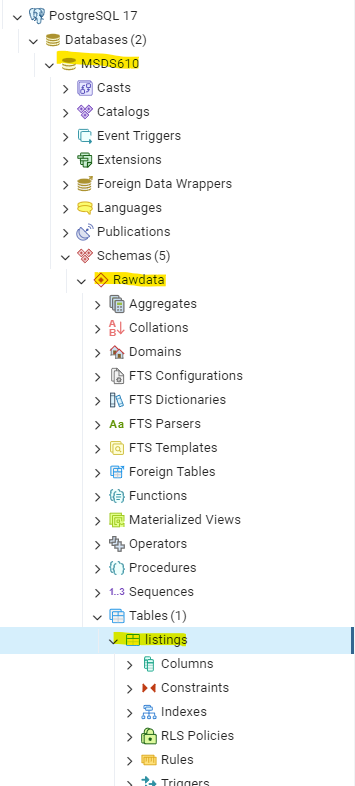 PostgreSQL 17
Databases (2)
MSDS610
Casts
Catalogs
Event Triggers
Extensions
Foreign Data Wrappers
Languages
Publications
Schemas (5)
Rawdata
Aggregates
Collations
Domains
FTS Configurations
FTS Dictionaries
Aa FTS Parsers
FTS Templates
Foreign Tables
Functions
Materialized Views
Operators
Procedures
1..3 Sequences
Tables (1)
listings
Columns
Constraints
Indexes
RLS Policies
Rules
Triggers